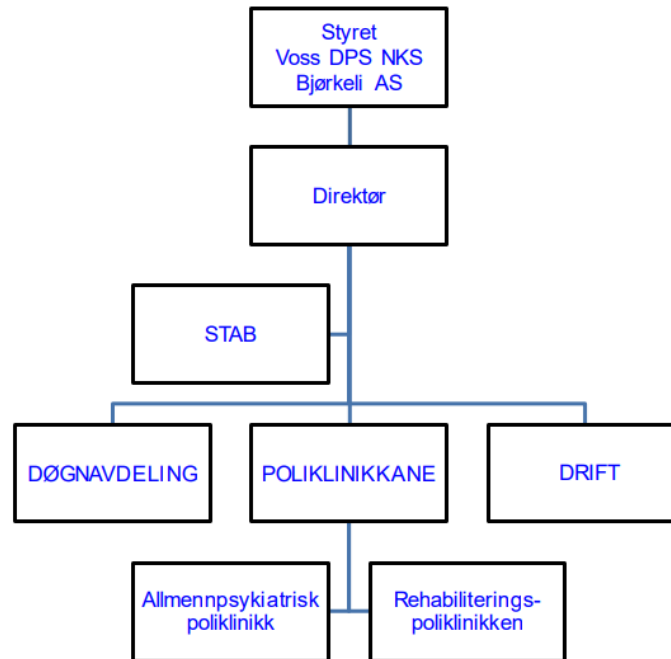 Styret
Voss DPS NKS
Bjørkeli AS
Direktør
STAB
DØGNAVDELING
POLIKLINIKKANE
DRIFT
Allmennpsykiatrisk
poliklinikk
Rehabiliterings-
poliklinikken